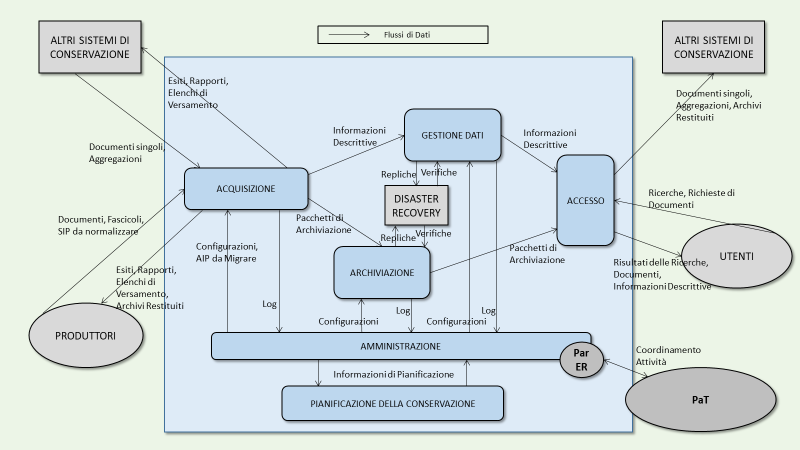 ALTRI SISTEMI DI
CONSERVAZIONE
Flussi di Dati
ALTRI SISTEMI DI
CONSERVAZIONE
Esiti, Rapporti,
Elenchi di
Versamento
Documenti singoli,
Aggregazioni, Archivi
Restituiti
Documenti singoli,
Aggregazioni
Informazioni
Descrittive
GESTIONE DATI
Informazioni
Descrittive
Repliche
Verifiche
ACQUISIZIONE
DISASTER
RECOVERY
ACCESSO
Ricerche, Richieste di
Documenti
Documenti, Fascicoli,
SIP da normalizzare
Pacchetti di
Archiviazione
Repliche
Verifiche
Configurazioni,
AIP da Migrare
Pacchetti di
Archiviazione
UTENTI
Risultati delle Ricerche,
Documenti,
Informazioni Descrittive
Esiti, Rapporti,
Elenchi di
Versamento,
Archivi Restituiti
ARCHIVIAZIONE
Log
Configurazioni
Log
Configurazioni
Log
PRODUTTORI
AMMINISTRAZIONE
Par
ER
Coordinamento
Attività
Informazioni di Pianificazione
PIANIFICAZIONE DELLA CONSERVAZIONE
PaT